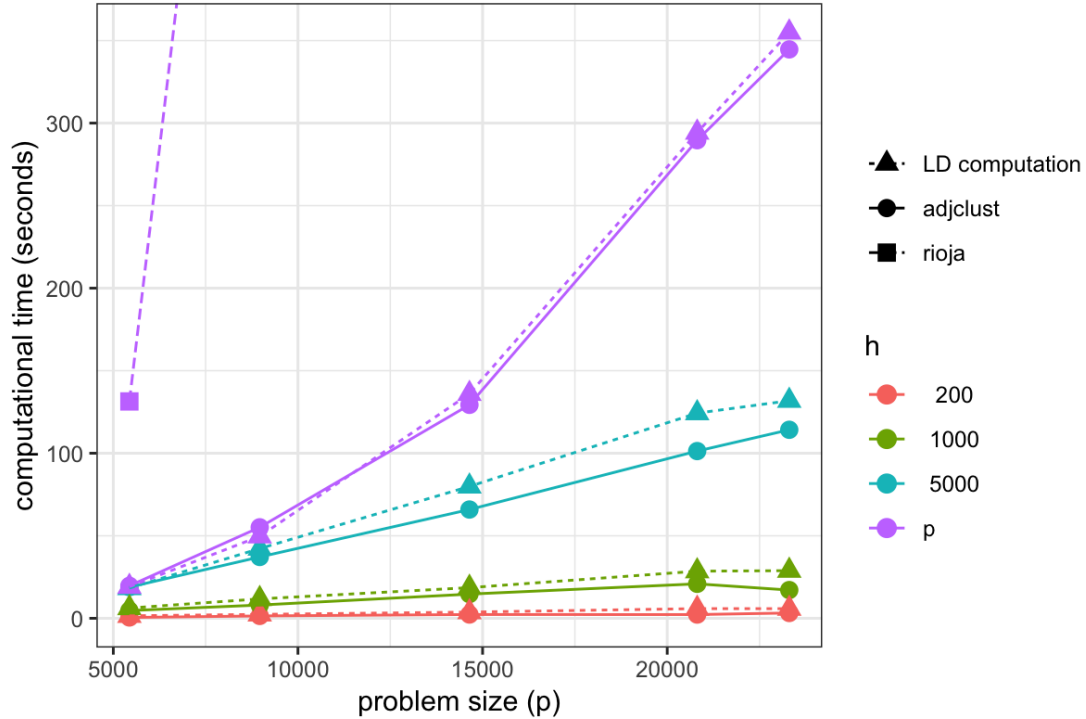 computational time (seconds)
300
200
100
0
5000
10000
15000
20000
problem size (p)
LD computation
adjclust
rioja
h
200
1000
5000
p